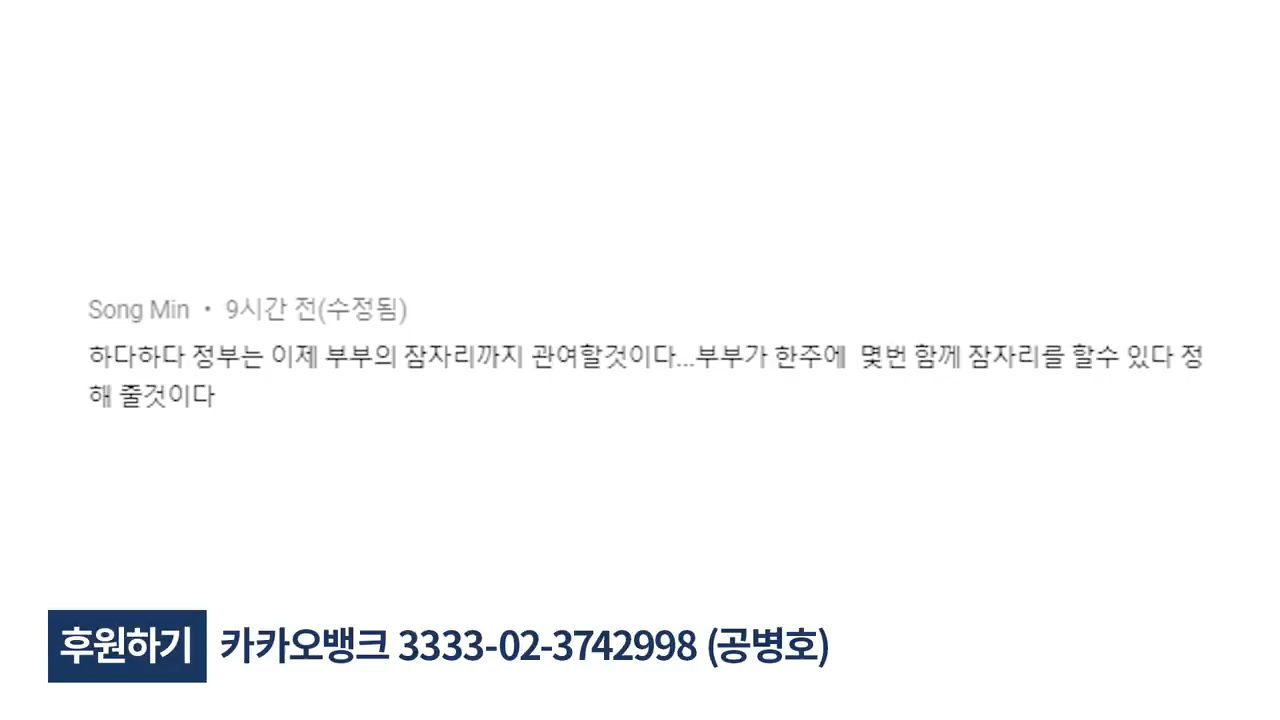 Song Min · 9시간 전(수정됨)
하다하다 정부는 이제 부부의 잠자리까지 관여할것이다...부부가 한주에 몇번 함께 잠자리를 할수 있다 정
해 줄것이다
후원하기 카카오뱅크 3333-02-3742998 (공병호)